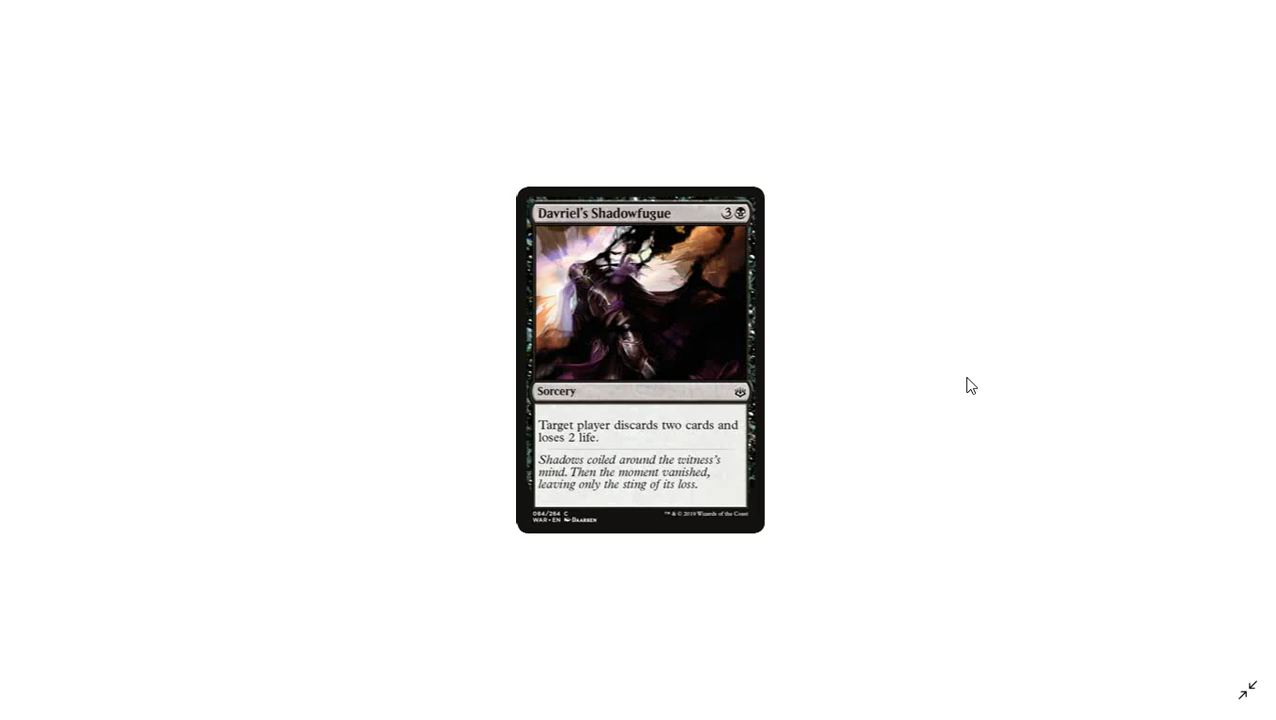 Davriel's Shadowfugue 3
Sorcery
Target player discards two cards and
loses 2 life.
Shadows coiled around the witness's
mind. Then the moment vanished,
leaving only the sting of its loss.
084/264 C
WAR • EN DAARKEN
™ & © 2019 Wizards of the Coast